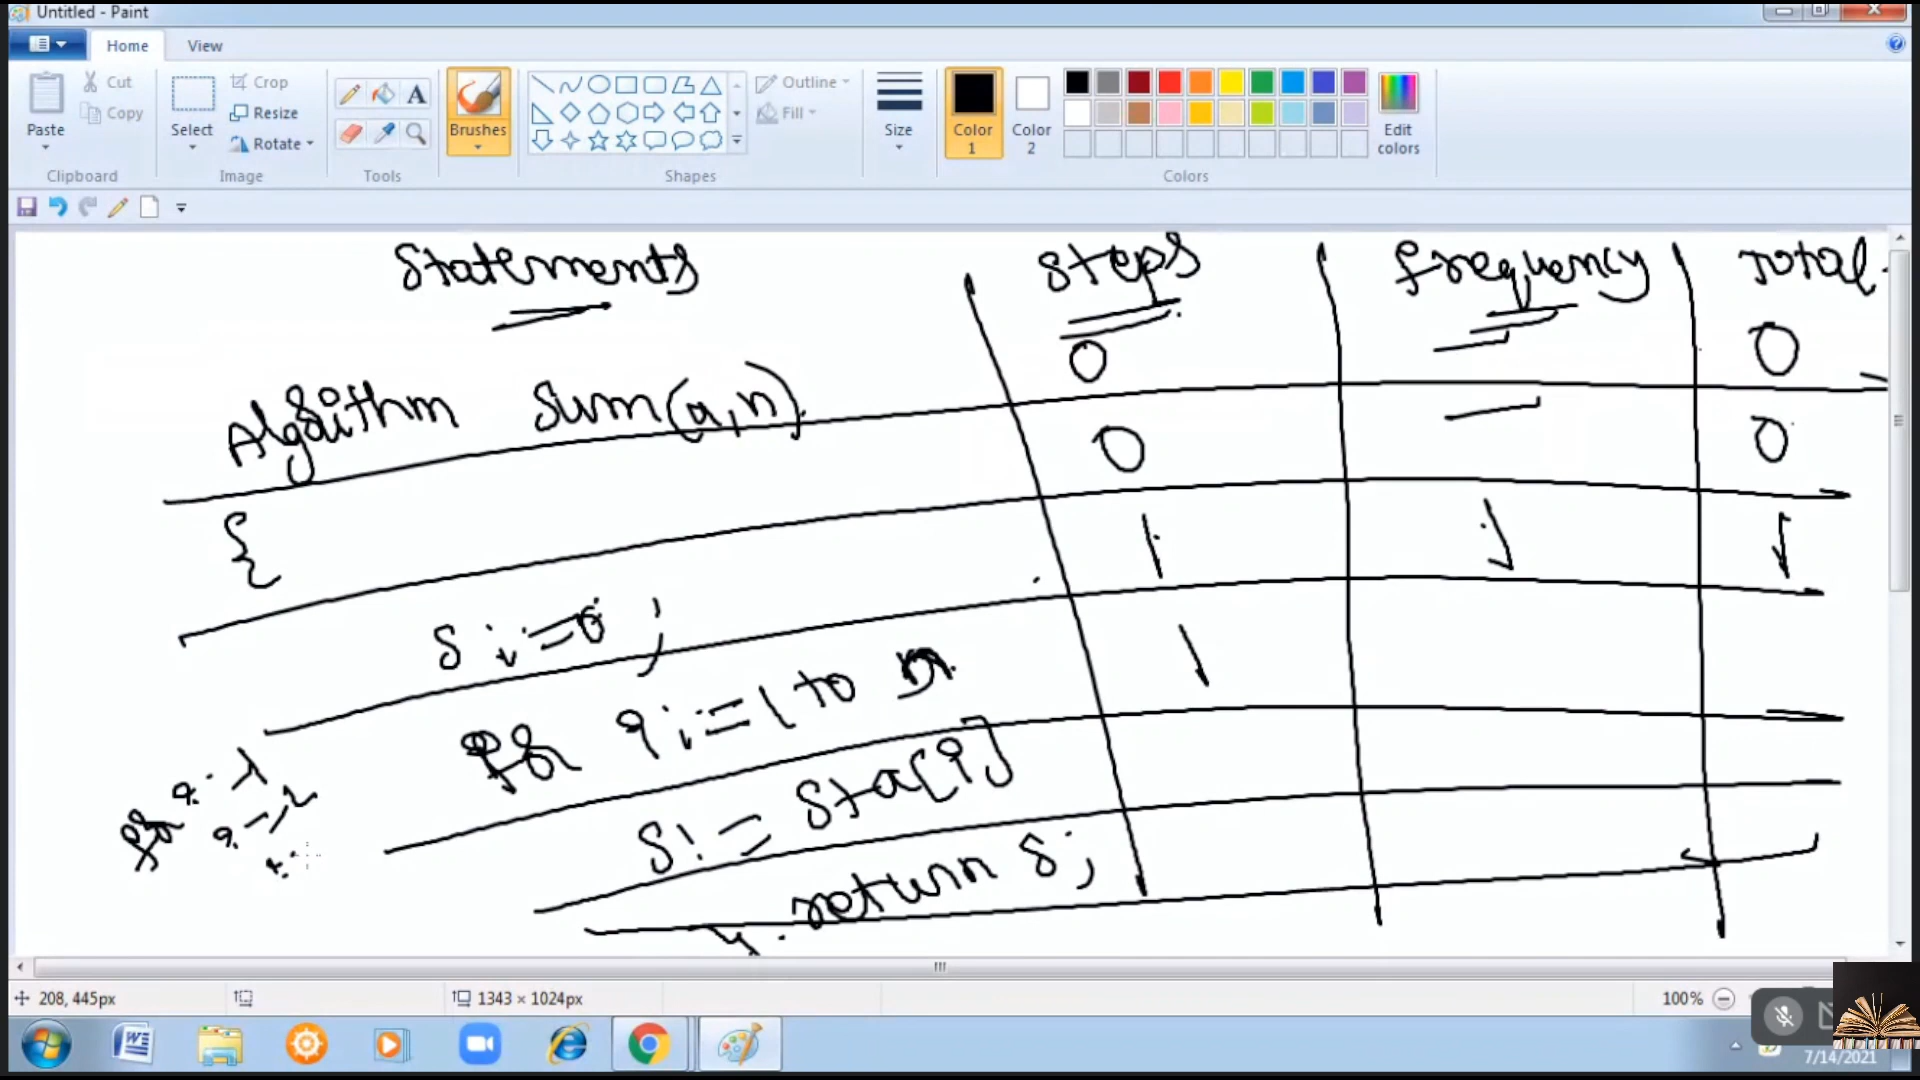 Untitled - Paint
Home View
Cut
Copy
Paste
Clipboard
Crop
Resize
Rotate
Select
Image
Tools
Brushes
Shapes
Outline
Fill
Size
Color 1
Color 2
Edit colors
Colors
Statements Steps frequency Total
Algorithm Sum(a,n) 0 — 0
{ 0 — 0
S := 0 ; 1 1 1
for i := 1 to n 1
S := S+a[i]
return S;
208, 445px
1343 × 1024px
100%
7/14/2021